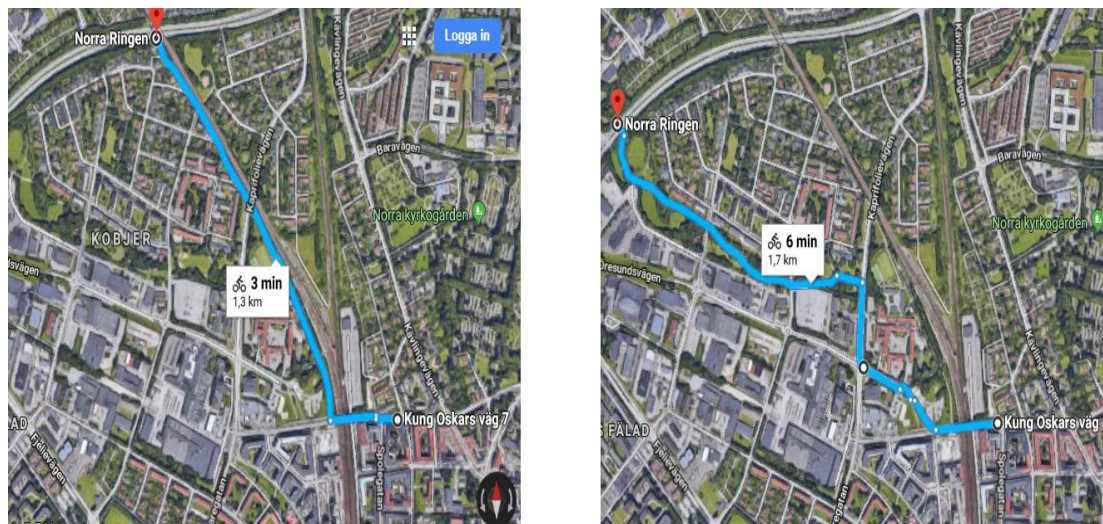 Norra Ringen
Logga in
Kävlingevägen
Baravägen
Kaprifolievägen
Norra kyrkogården
KOBJER
3 min
1,3 km
Kävlingevägen
Kung Oskars väg 7
Fjelievägen
Spolegatan
Norra Ringen
Kävlingevägen
Baravägen
Kaprifolievägen
Norra kyrkogården
6 min
1,7 km
Öresundsvägen
Kävlingevägen
Kung Oskars väg
S FÄLAD
Fjelievägen
Spolegatan